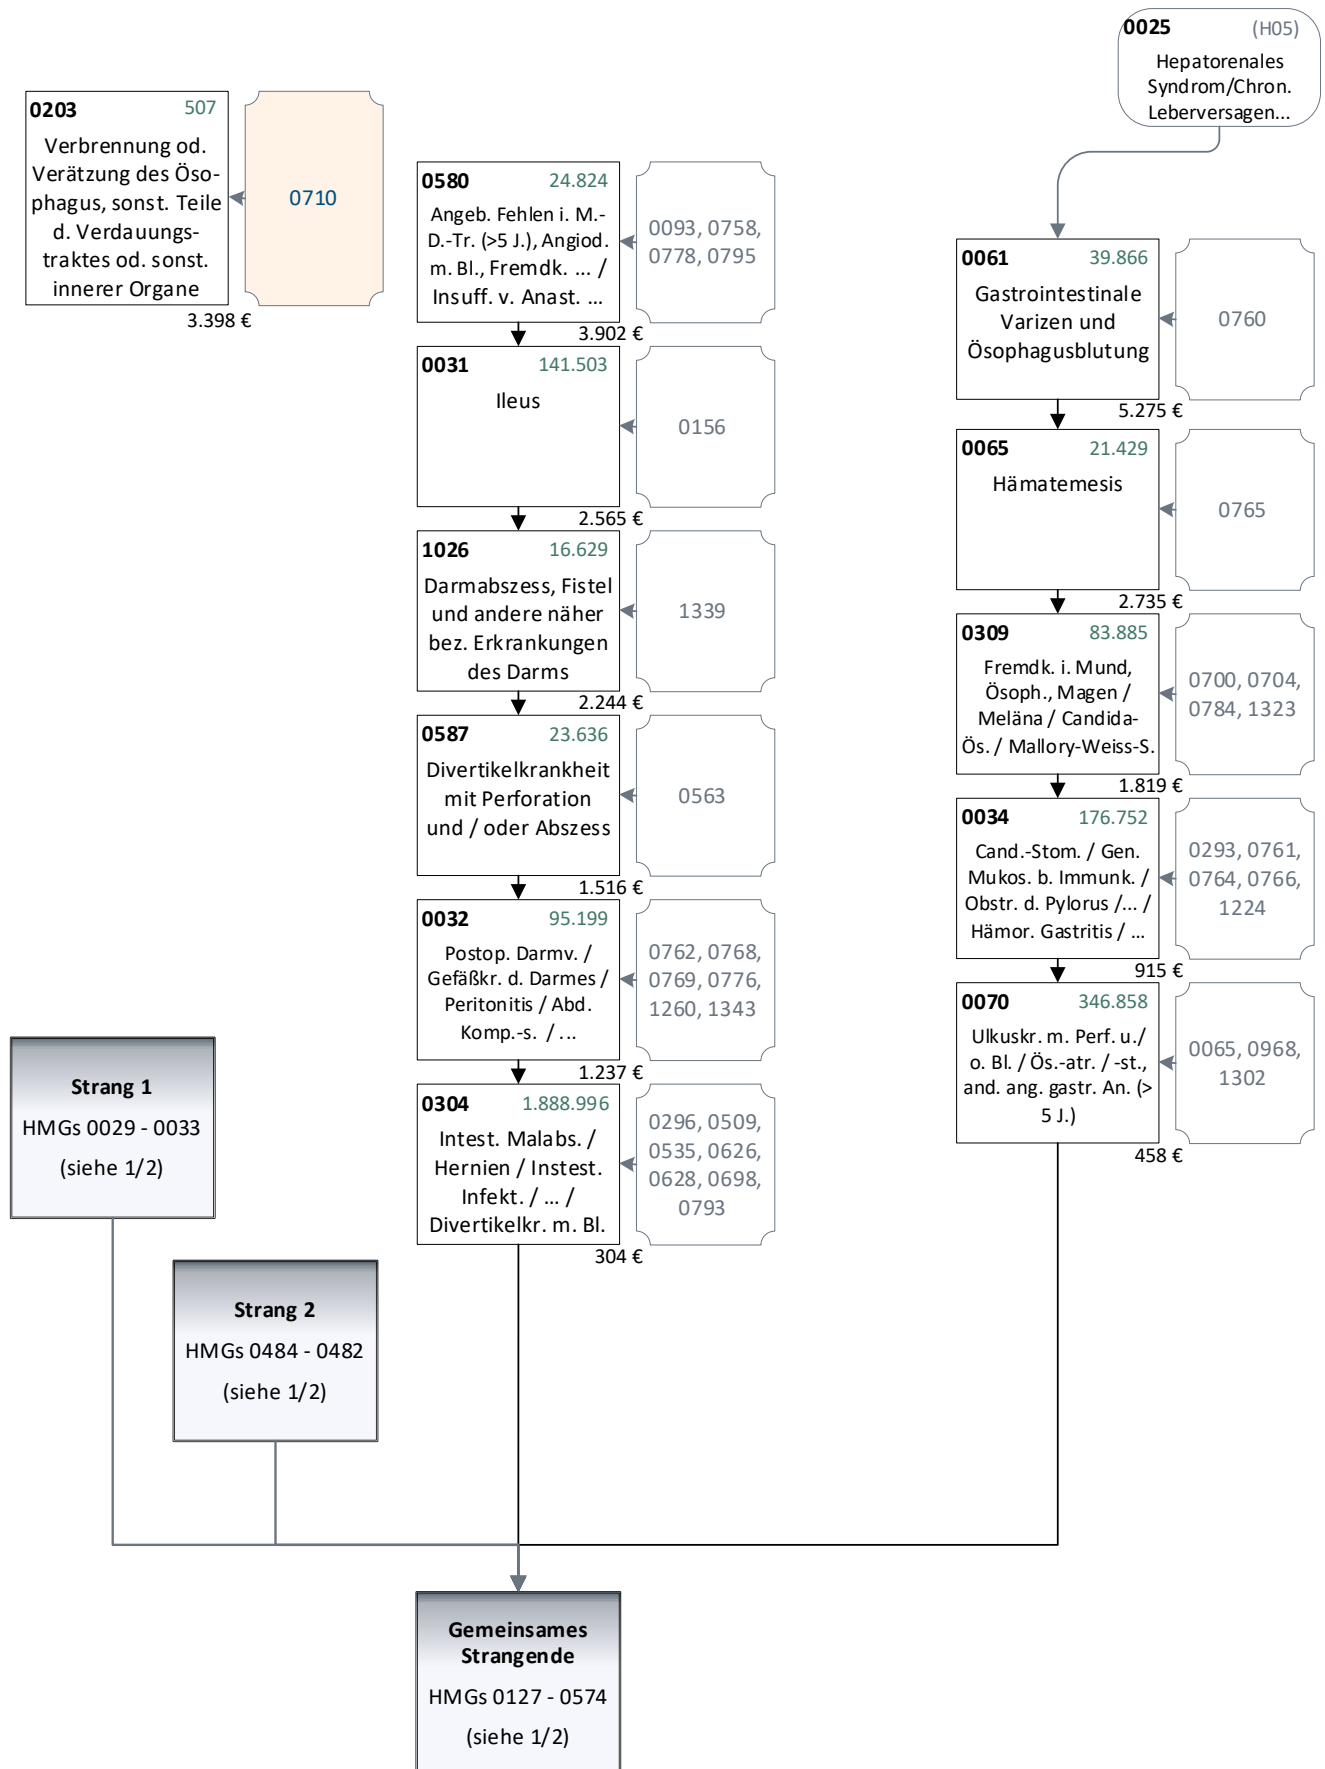 0025 (H05)
Hepatorenales
Syndrom/Chron.
Leberversagen...
0203 507
Verbrennung od.
Verätzung des Öso-
phagus, sonst. Teile
d. Verdauungs-
traktes od. sonst.
innerer Organe
0710
3.398 €
0580 24.824
Angeb. Fehlen i. M.-
D.-Tr. (>5 J.), Angiod.
m. Bl., Fremdk. ... /
Insuff. v. Anast. ...
0093, 0758,
0778, 0795
3.902 €
0031 141.503
Ileus
0156
2.565 €
1026 16.629
Darmabszess, Fistel
und andere näher
bez. Erkrankungen
des Darms
1339
2.244 €
0587 23.636
Divertikelkrankheit
mit Perforation
und / oder Abszess
0563
1.516 €
0032 95.199
Postop. Darmv. /
Gefäßkr. d. Darmes /
Peritonitis / Abd.
Komp.-s. / ...
0762, 0768,
0769, 0776,
1260, 1343
1.237 €
0304 1.888.996
Intest. Malabs. /
Hernien / Instest.
Infekt. / ... /
Divertikelkr. m. Bl.
0296, 0509,
0535, 0626,
0628, 0698,
0793
304 €
0061 39.866
Gastrointestinale
Varizen und
Ösophagusblutung
0760
5.275 €
0065 21.429
Hämatemesis
0765
2.735 €
0309 83.885
Fremdk. i. Mund,
Ösoph., Magen /
Meläna / Candida-
Ös. / Mallory-Weiss-S.
0700, 0704,
0784, 1323
1.819 €
0034 176.752
Cand.-Stom. / Gen.
Mukos. b. Immunk. /
Obstr. d. Pylorus /... /
Hämor. Gastritis / ...
0293, 0761,
0764, 0766,
1224
915 €
0070 346.858
Ulkuskr. m. Perf. u./
o. Bl. / Ös.-atr. / -st.,
and. ang. gastr. An. (>
5 J.)
0065, 0968,
1302
458 €
Strang 1
HMGs 0029 - 0033
(siehe 1/2)
Strang 2
HMGs 0484 - 0482
(siehe 1/2)
Gemeinsames
Strangende
HMGs 0127 - 0574
(siehe 1/2)